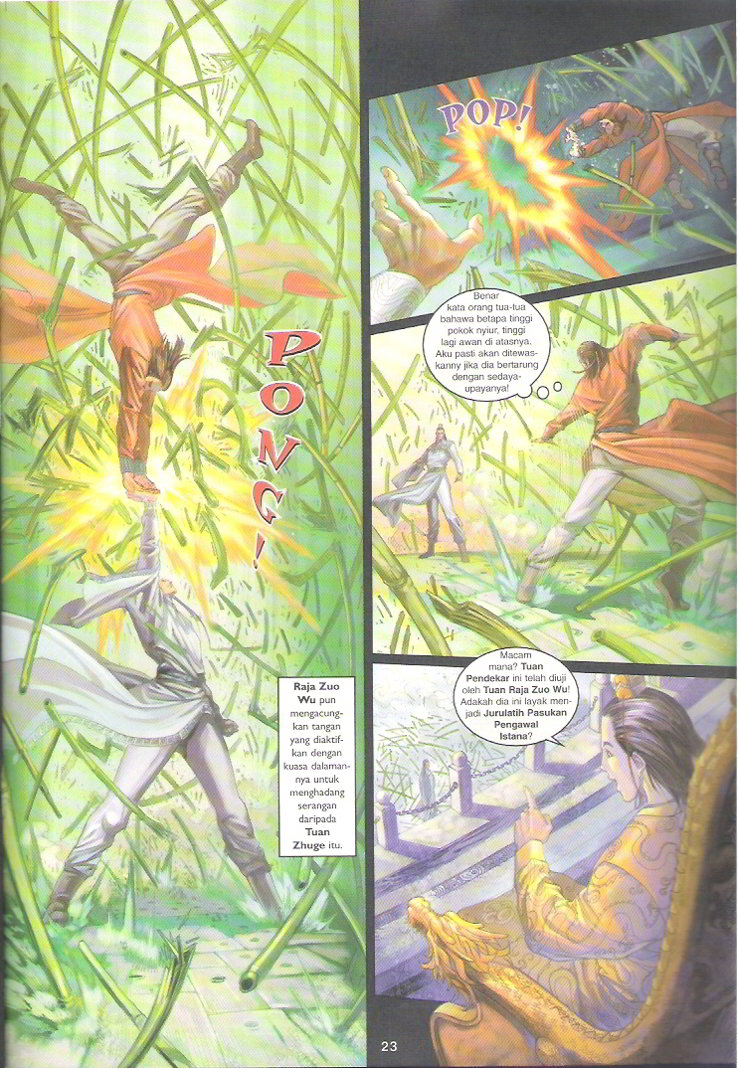 PONG!
Raja Zuo
Wu pun
mengacung-
kan tangan
yang diaktif-
kan dengan
kuasa dalaman-
nya untuk
menghadang
serangan
daripada
Tuan
Zhuge itu.
POP!
Benar
kata orang tua-tua
bahawa betapa tinggi
pokok nyiur, tinggi
lagi awan di atasnya.
Aku pasti akan ditewas-
kanny jika dia bertarung
dengan sedaya-
upayanya!
Macam
mana? Tuan
Pendekar ini telah diuji
oleh Tuan Raja Zuo Wu!
Adakah dia ini layak men-
jadi Jurulatih Pasukan
Pengawal
Istana?
23